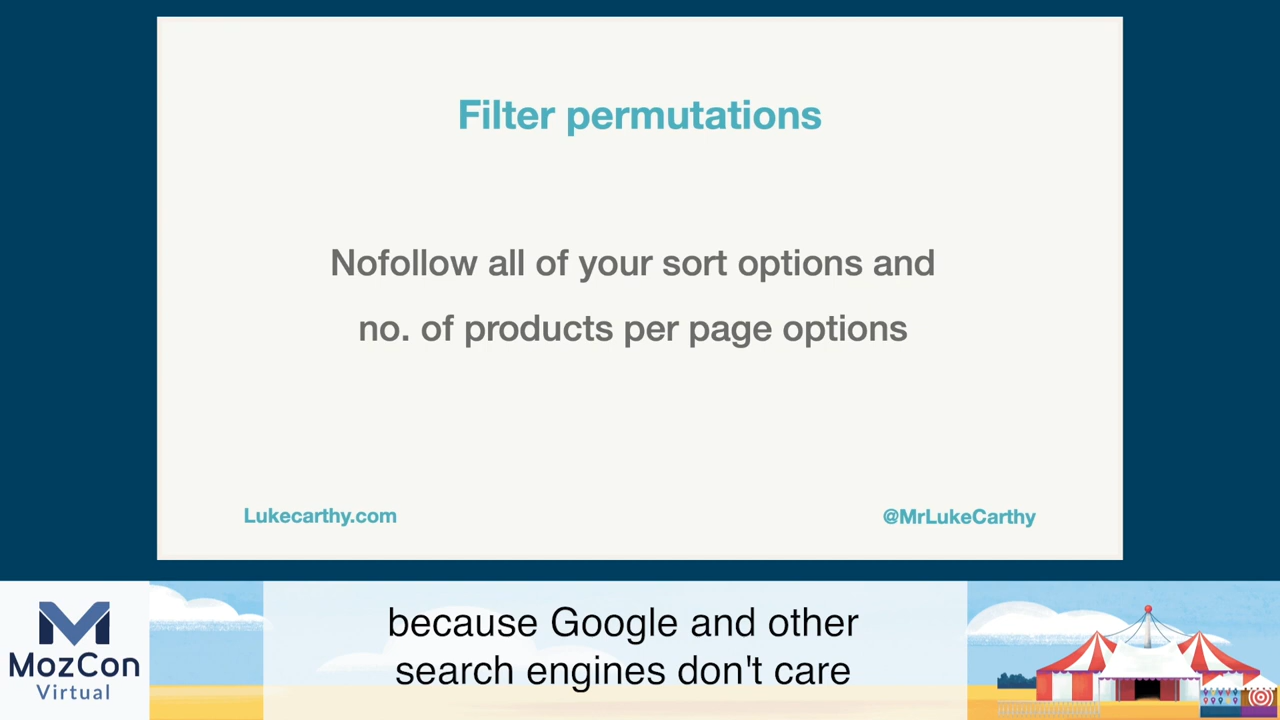 Filter permutations
Nofollow all of your sort options and
no. of products per page options
Lukecarthy.com
@MrLukeCarthy
because Google and other
search engines don't care
MozCon
Virtual